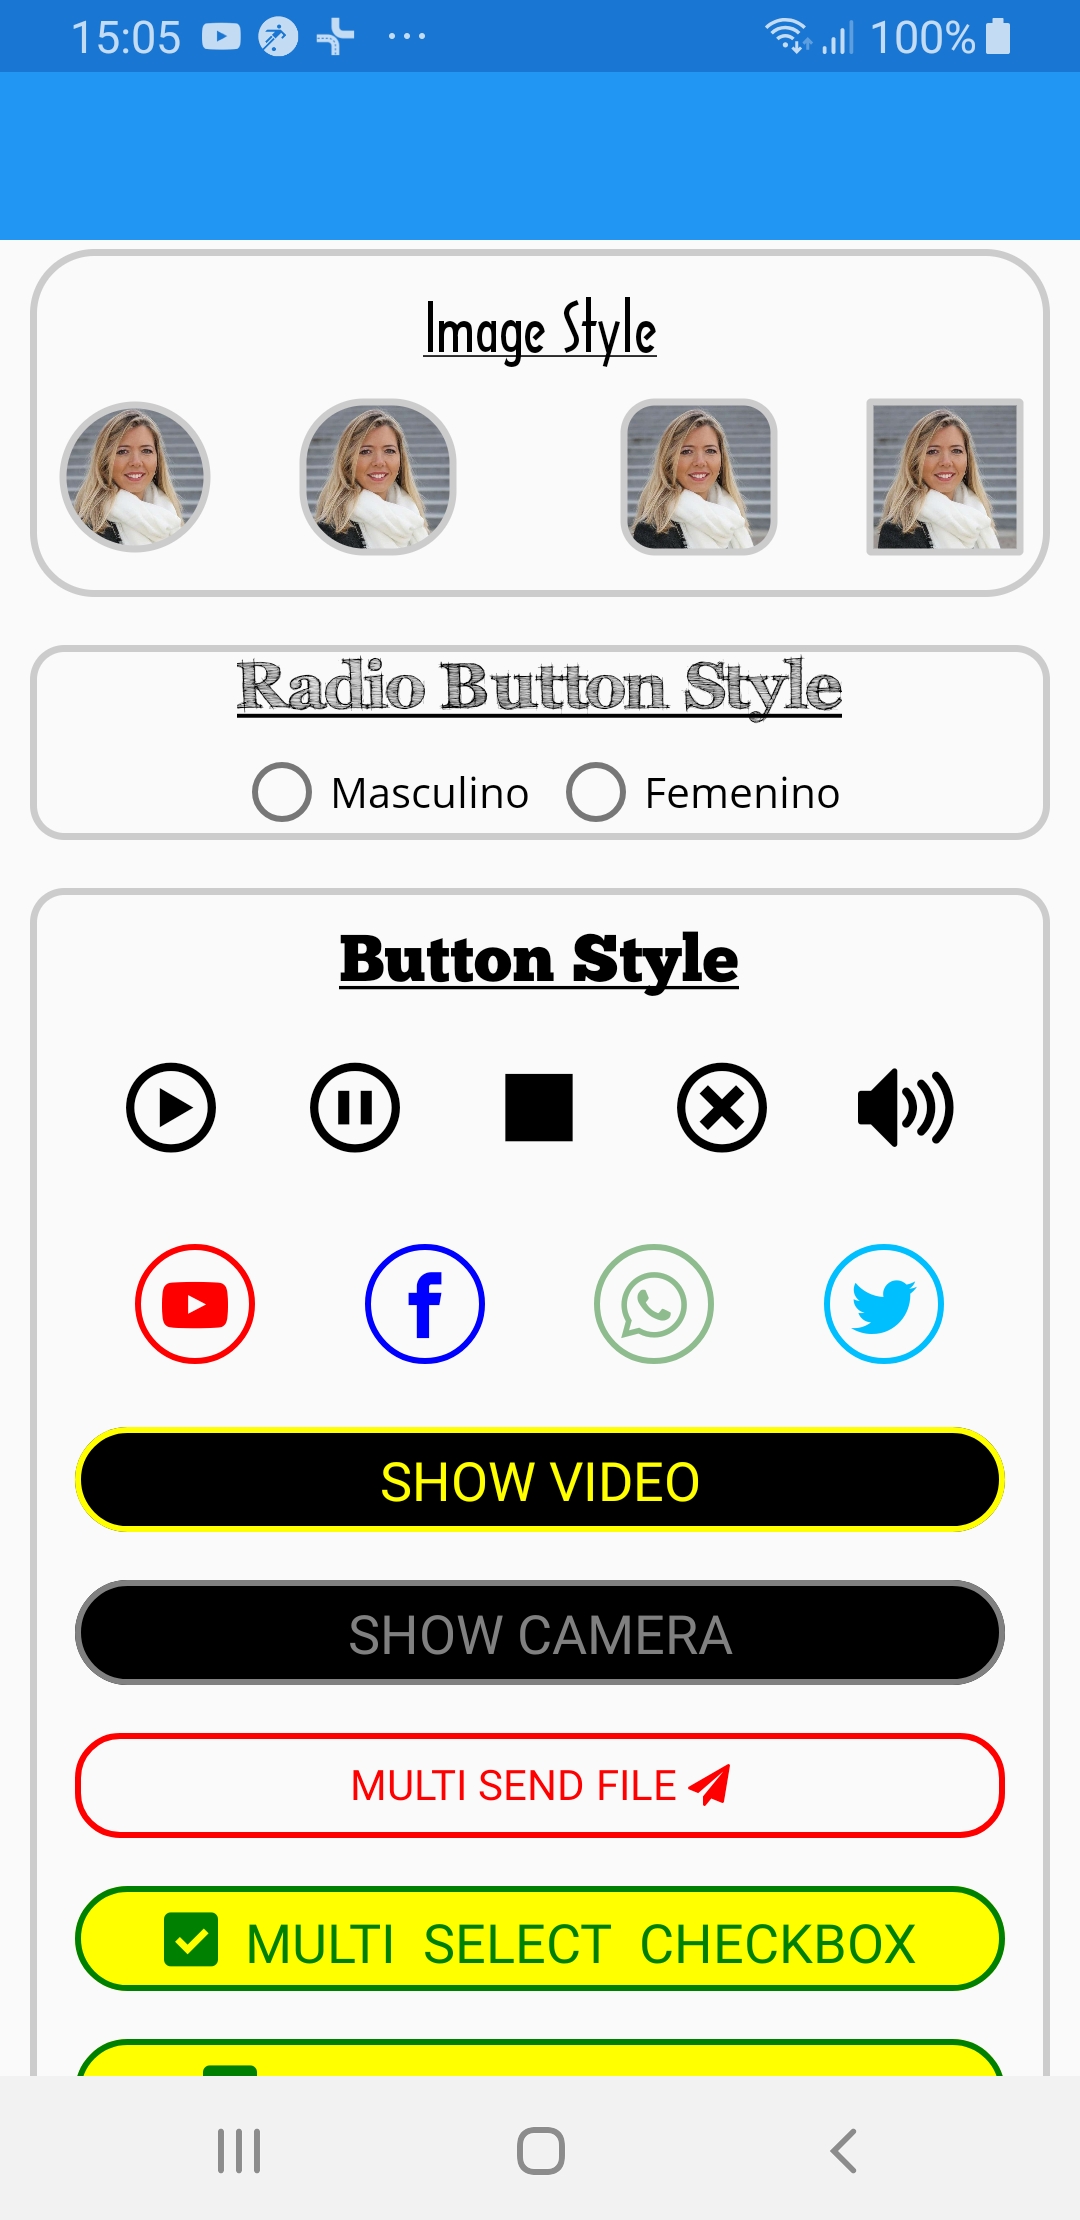 15:05 100%
Image Style
Radio Button Style
Masculino Femenino
Button Style
SHOW VIDEO
SHOW CAMERA
MULTI SEND FILE
MULTI SELECT CHECKBOX